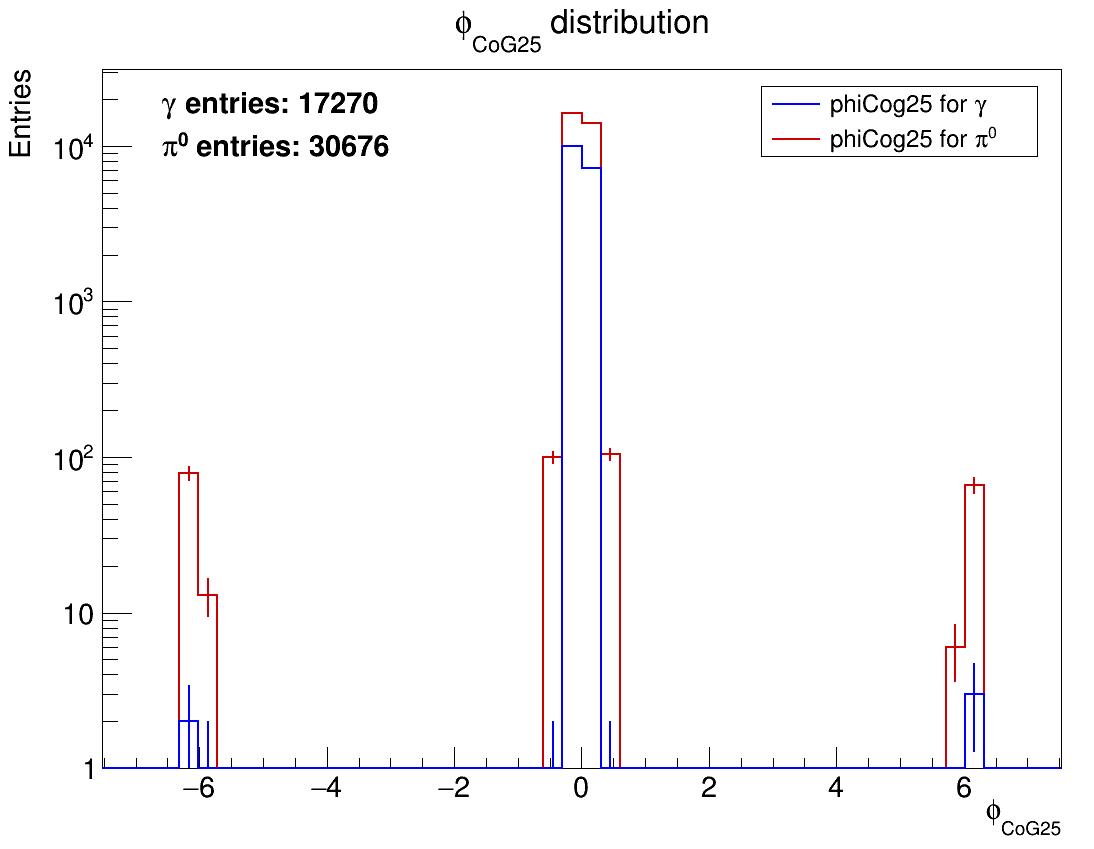 ϕCoG25 distribution
Entries
γ entries: 17270
π⁰ entries: 30676
phiCog25 for γ
phiCog25 for π⁰
10⁴
10³
10²
10
1
−6 −4 −2 0 2 4 6
ϕCoG25